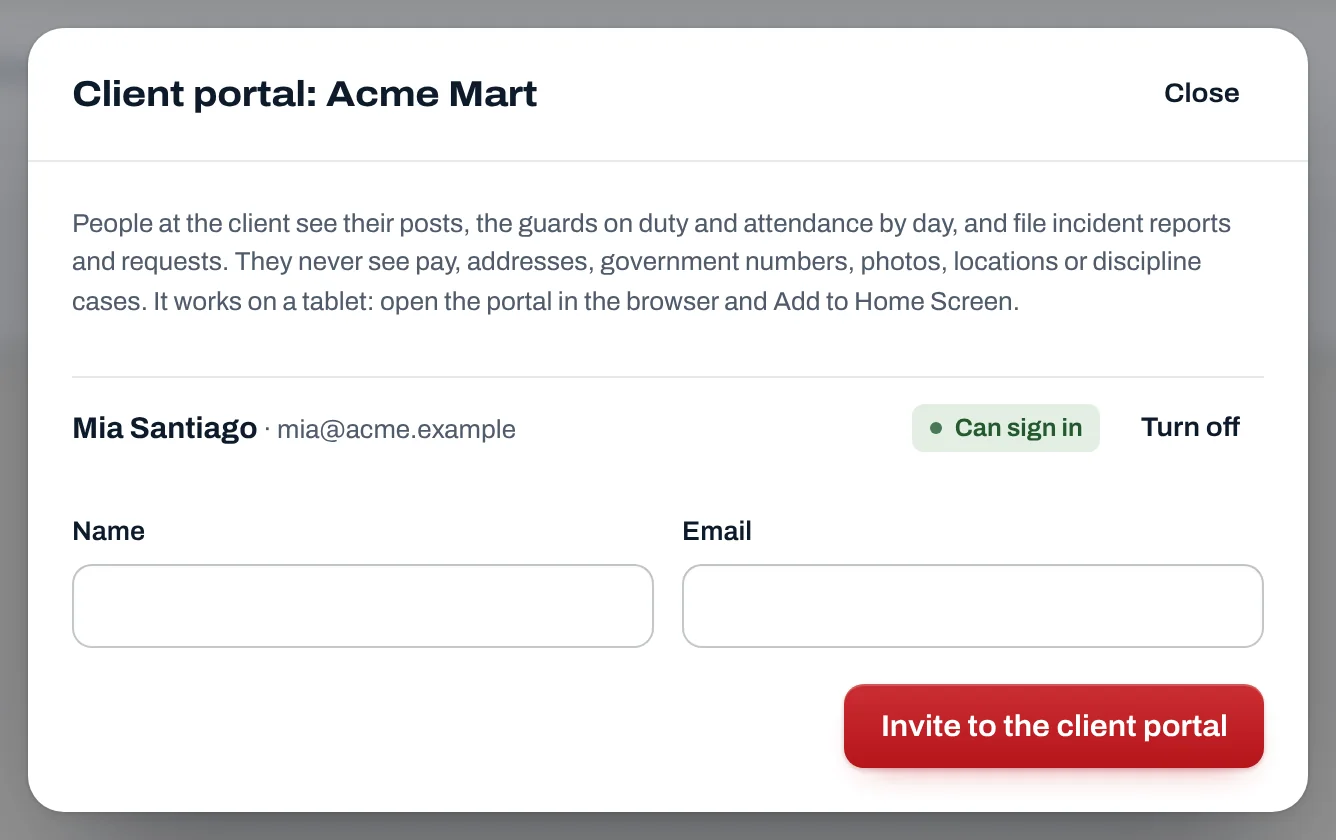 Client portal: Acme Mart
Close
People at the client see their posts, the guards on duty and attendance by day, and file incident reports
and requests. They never see pay, addresses, government numbers, photos, locations or discipline
cases. It works on a tablet: open the portal in the browser and Add to Home Screen.
Mia Santiago · mia@acme.example
Can sign in
Turn off
Name
Email
Invite to the client portal